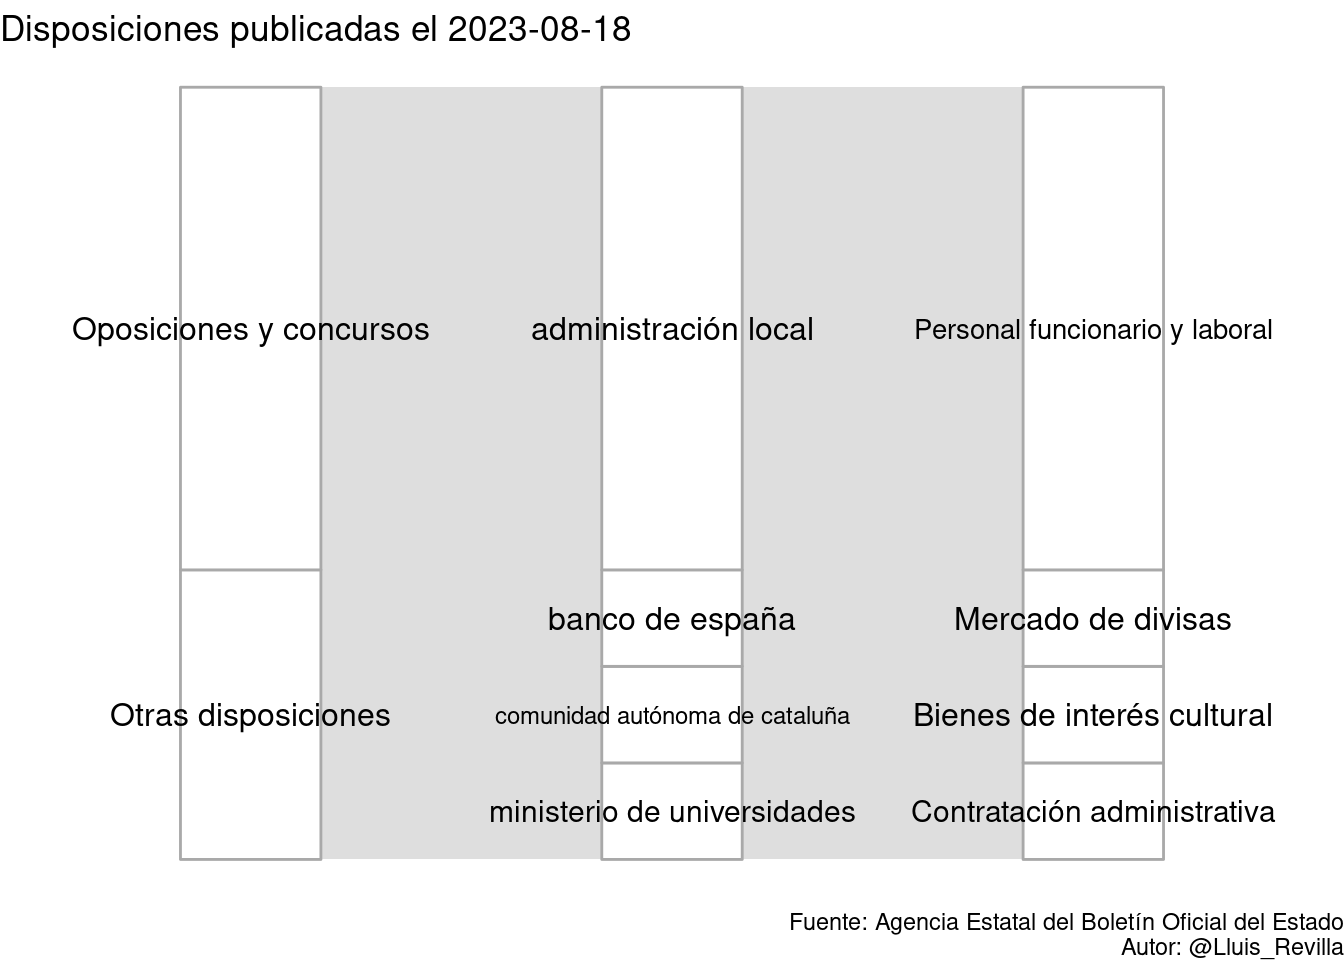 Disposiciones publicadas el 2023-08-18
Oposiciones y concursos
administración local
Personal funcionario y laboral
banco de españa
Mercado de divisas
Otras disposiciones
comunidad autónoma de cataluña
Bienes de interés cultural
ministerio de universidades
Contratación administrativa
Fuente: Agencia Estatal del Boletín Oficial del Estado
Autor: @Lluis_Revilla